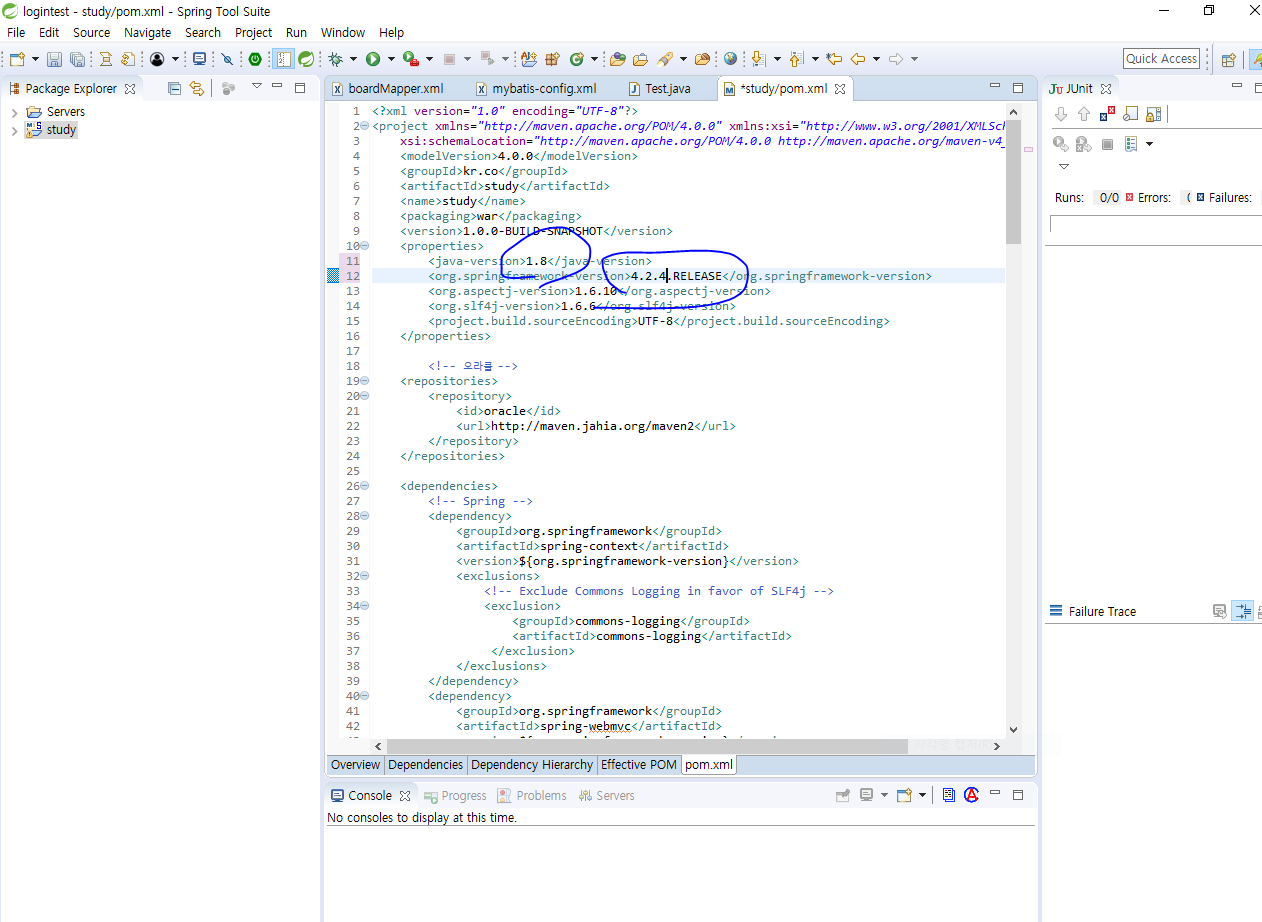 logintest - study/pom.xml - Spring Tool Suite
File Edit Source Navigate Search Project Run Window Help
Quick Access
Package Explorer
Servers
study
boardMapper.xml mybatis-config.xml Test.java *study/pom.xml
1 <?xml version="1.0" encoding="UTF-8"?>
2 <project xmlns="http://maven.apache.org/POM/4.0.0" xmlns:xsi="http://www.w3.org/2001/XMLSch
3 xsi:schemaLocation="http://maven.apache.org/POM/4.0.0 http://maven.apache.org/maven-v4_
4 <modelVersion>4.0.0</modelVersion>
5 <groupId>kr.co</groupId>
6 <artifactId>study</artifactId>
7 <name>study</name>
8 <packaging>war</packaging>
9 <version>1.0.0-BUILD-SNAPSHOT</version>
10 <properties>
11 <java-version>1.8</java-version>
12 <org.springframework-version>4.2.4.RELEASE</org.springframework-version>
13 <org.aspectj-version>1.6.10</org.aspectj-version>
14 <org.slf4j-version>1.6.6</org.slf4j-version>
15 <project.build.sourceEncoding>UTF-8</project.build.sourceEncoding>
16 </properties>
17
18 <!-- 오라클 -->
19 <repositories>
20 <repository>
21 <id>oracle</id>
22 <url>http://maven.jahia.org/maven2</url>
23 </repository>
24 </repositories>
25
26 <dependencies>
27 <!-- Spring -->
28 <dependency>
29 <groupId>org.springframework</groupId>
30 <artifactId>spring-context</artifactId>
31 <version>${org.springframework-version}</version>
32 <exclusions>
33 <!-- Exclude Commons Logging in favor of SLF4j -->
34 <exclusion>
35 <groupId>commons-logging</groupId>
36 <artifactId>commons-logging</artifactId>
37 </exclusion>
38 </exclusions>
39 </dependency>
40 <dependency>
41 <groupId>org.springframework</groupId>
42 <artifactId>spring-webmvc</artifactId>
Overview Dependencies Dependency Hierarchy Effective POM pom.xml
Console Progress Problems Servers
No consoles to display at this time.
JUnit
Runs: 0/0 Errors: Failures:
Failure Trace